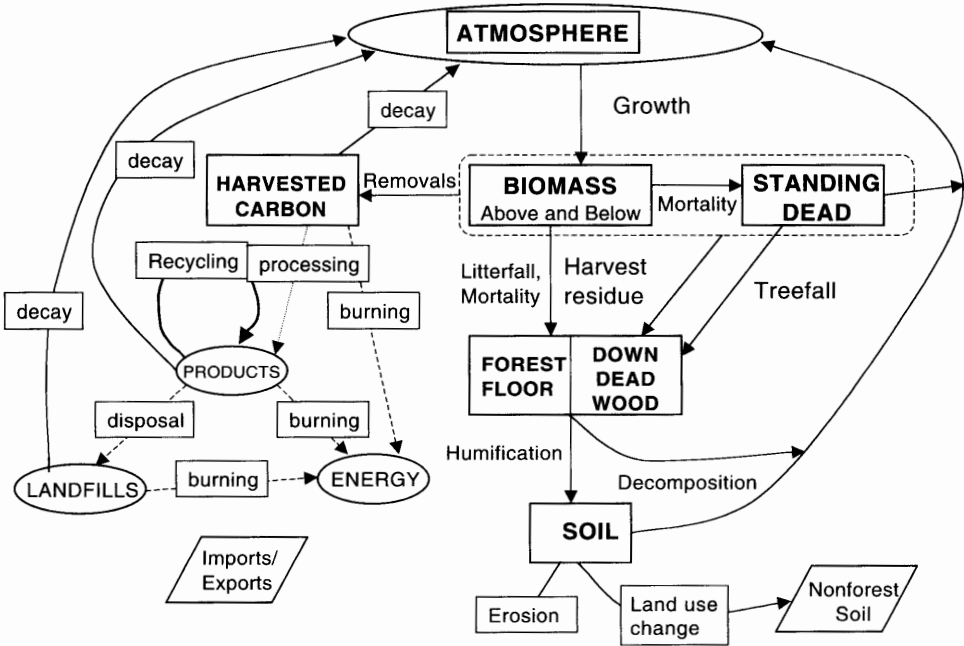 ATMOSPHERE
decay
Growth
decay
HARVESTED
CARBON
Removals
BIOMASS
Above and Below
Mortality
STANDING
DEAD
Recycling
processing
Litterfall,
Mortality
Harvest
residue
Treefall
decay
burning
PRODUCTS
FOREST
FLOOR
DOWN
DEAD
WOOD
disposal
burning
Humification
Decomposition
LANDFILLS
burning
ENERGY
SOIL
Imports/
Exports
Erosion
Land use
change
Nonforest
Soil